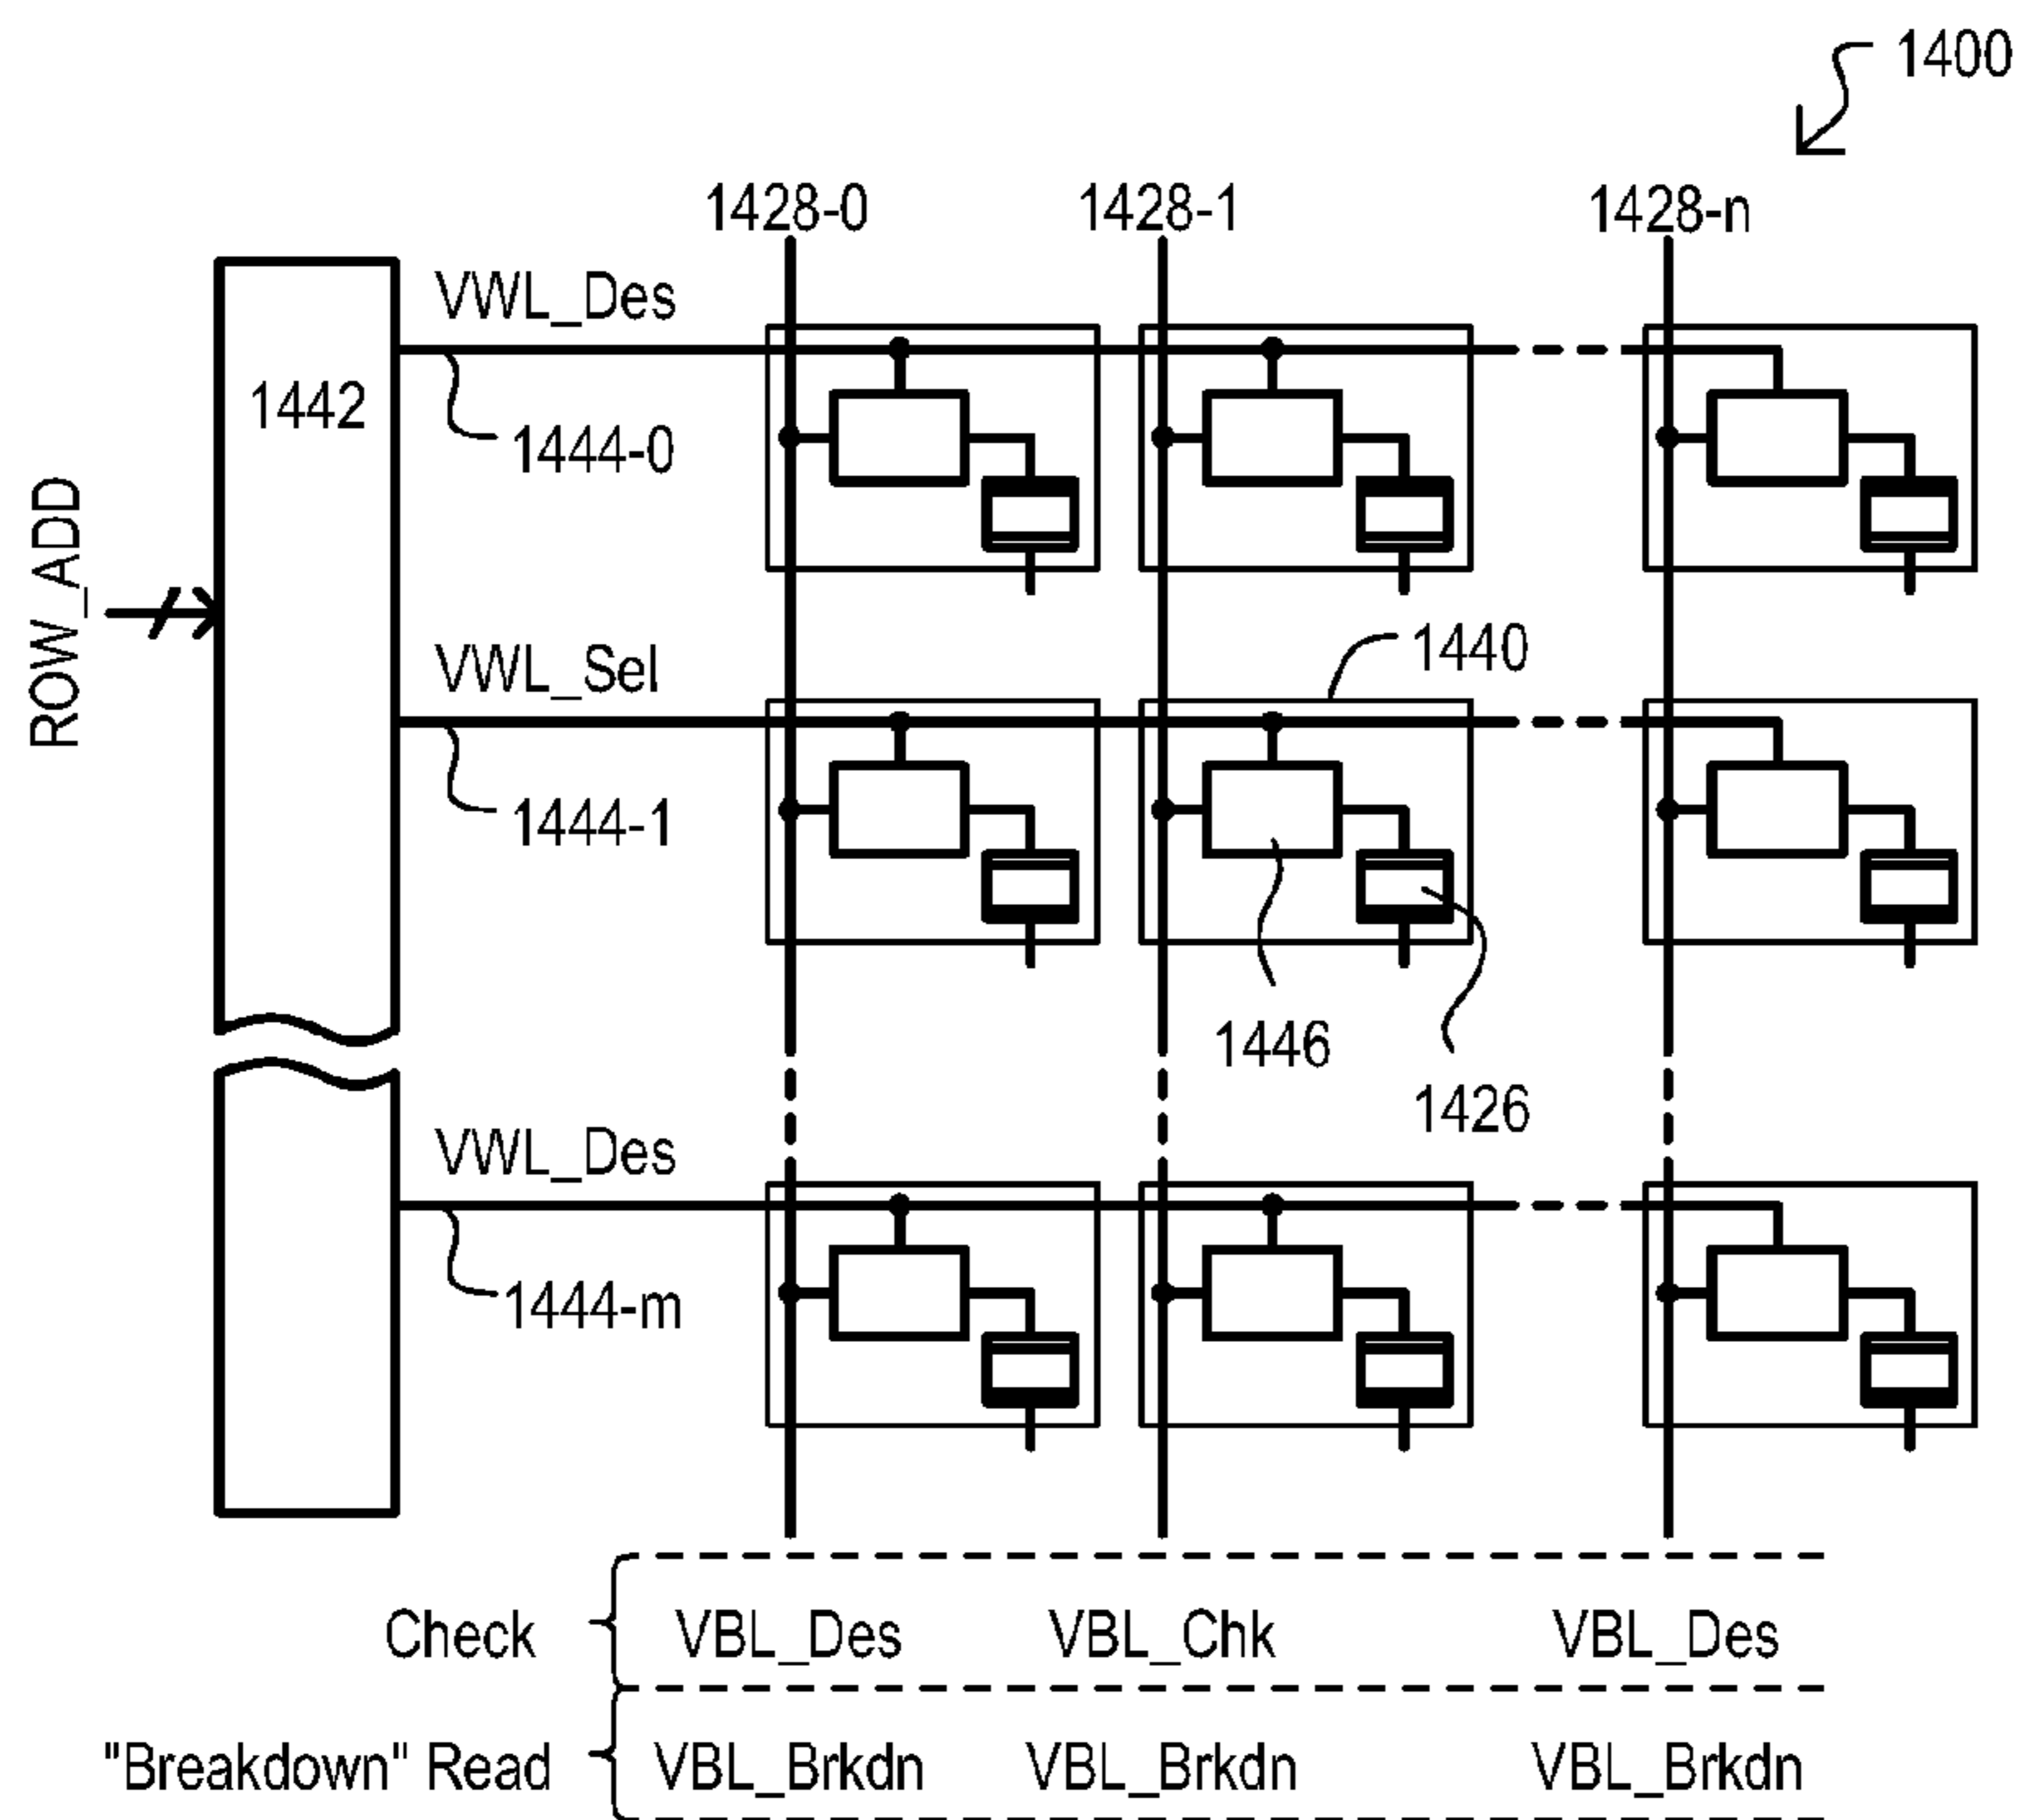 1400
1428-0 1428-1 1428-n
VWL_Des
1442
1444-0
ROW_ADD
VWL_Sel
1440
1444-1
1446
1426
VWL_Des
1444-m
Check VBL_Des VBL_Chk VBL_Des
"Breakdown" Read VBL_Brkdn VBL_Brkdn VBL_Brkdn